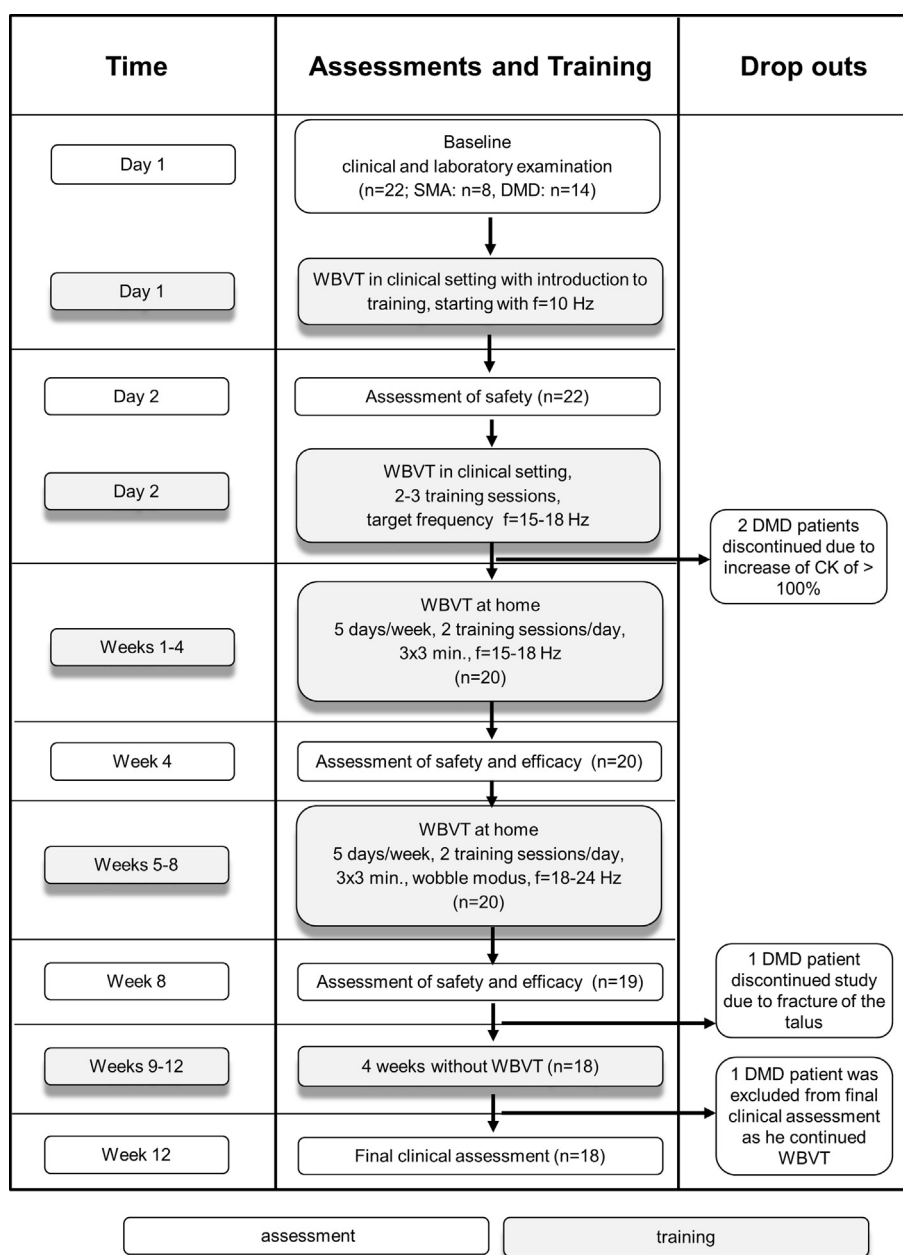 Time
Assessments and Training
Drop outs
Day 1
Baseline
clinical and laboratory examination
(n=22; SMA: n=8, DMD: n=14)
Day 1
WBVT in clinical setting with introduction to
training, starting with f=10 Hz
Day 2
Assessment of safety (n=22)
Day 2
WBVT in clinical setting,
2-3 training sessions,
target frequency f=15-18 Hz
2 DMD patients
discontinued due to
increase of CK of >
100%
Weeks 1-4
WBVT at home
5 days/week, 2 training sessions/day,
3x3 min., f=15-18 Hz
(n=20)
Week 4
Assessment of safety and efficacy (n=20)
Weeks 5-8
WBVT at home
5 days/week, 2 training sessions/day,
3x3 min., wobble modus, f=18-24 Hz
(n=20)
Week 8
Assessment of safety and efficacy (n=19)
1 DMD patient
discontinued study
due to fracture of the
talus
Weeks 9-12
4 weeks without WBVT (n=18)
1 DMD patient was
excluded from final
clinical assessment
as he continued
WBVT
Week 12
Final clinical assessment (n=18)
assessment
training